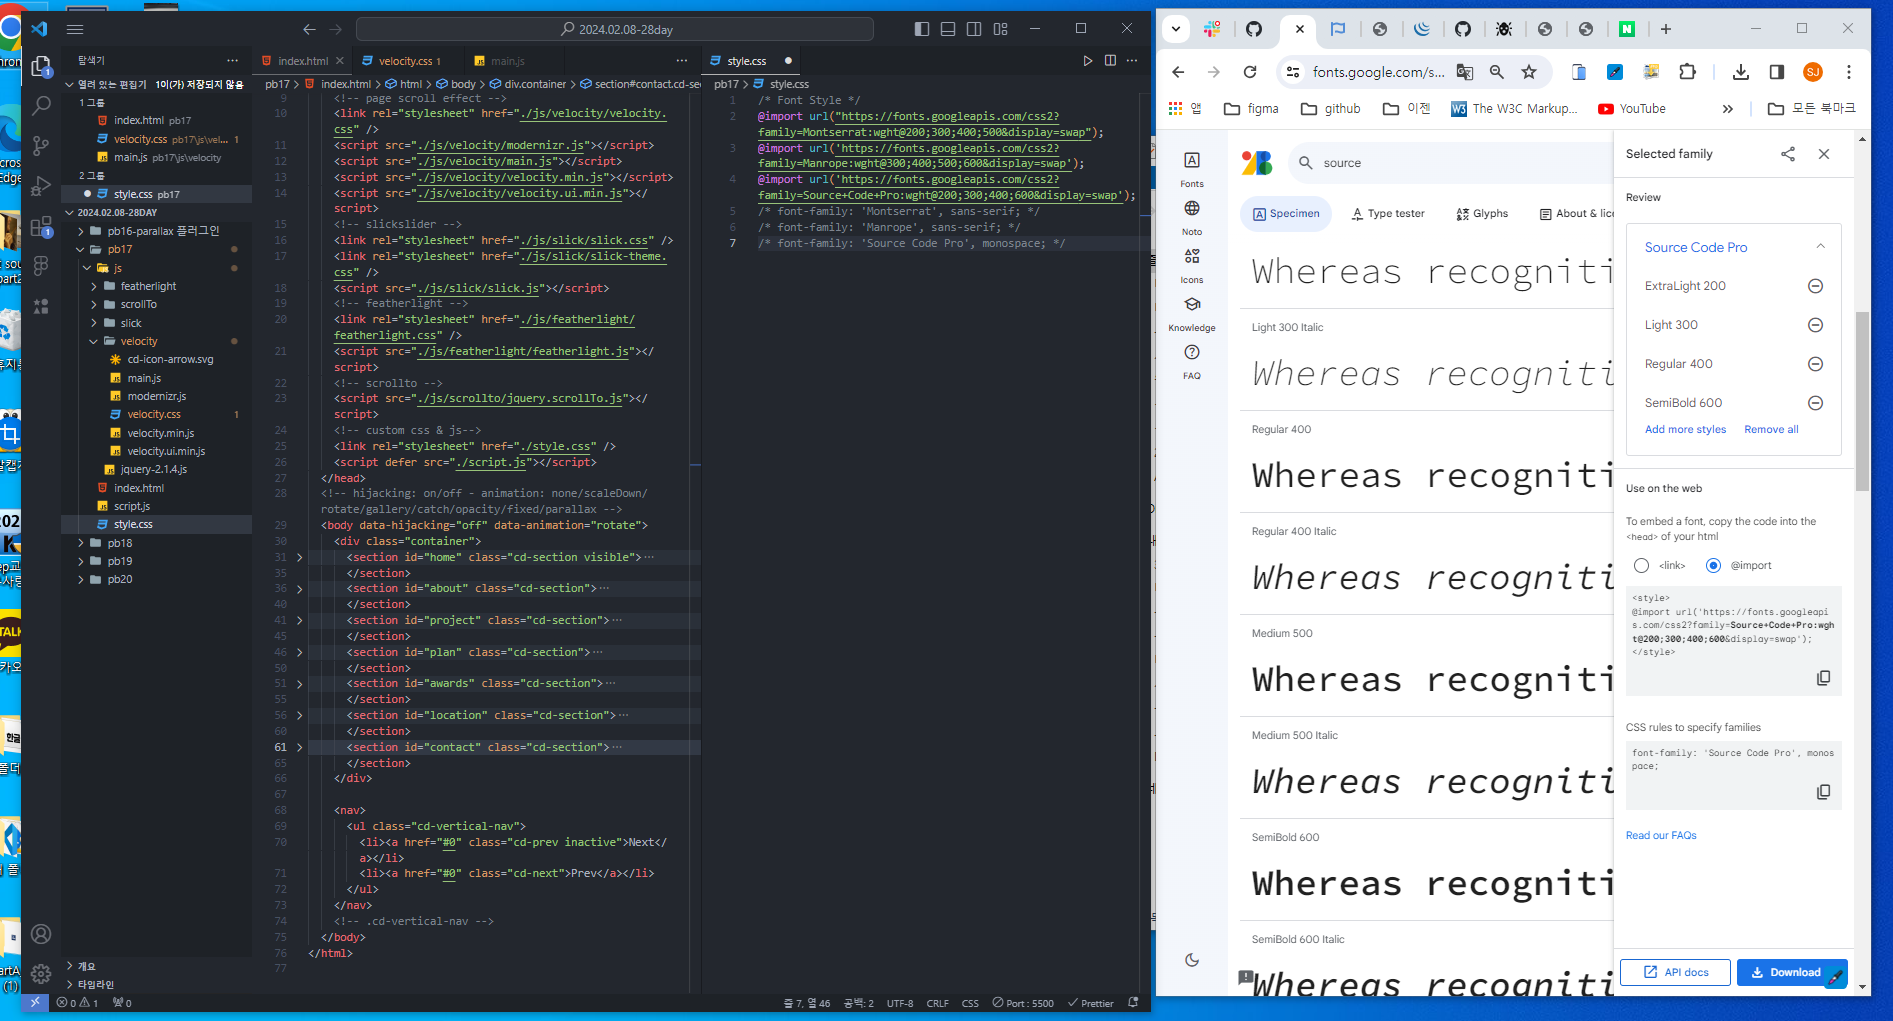 2024.02.08-28day
탐색기
열려 있는 편집기 1이(가) 저장되지 않음
1 그룹
index.html pb17
velocity.css pb17\js\vel... 1
main.js pb17\js\velocity
2 그룹
style.css pb17
2024.02.08-28DAY
pb16-parallax 플러그인
pb17
js
featherlight
scrollTo
slick
velocity
cd-icon-arrow.svg
main.js
modernizr.js
velocity.css 1
velocity.min.js
velocity.ui.min.js
jquery-2.1.4.js
index.html
script.js
style.css
pb18
pb19
pb20
개요
타임라인
index.html
velocity.css 1
main.js
pb17 > index.html > html > body > div.container > section#contact.cd-sec
9 <!-- page scroll effect -->
10 <link rel="stylesheet" href="./js/velocity/velocity.
css" />
11 <script src="./js/velocity/modernizr.js"></script>
12 <script src="./js/velocity/main.js"></script>
13 <script src="./js/velocity/velocity.min.js"></script>
14 <script src="./js/velocity/velocity.ui.min.js"></
script>
15 <!-- slickslider -->
16 <link rel="stylesheet" href="./js/slick/slick.css" />
17 <link rel="stylesheet" href="./js/slick/slick-theme.
css" />
18 <script src="./js/slick/slick.js"></script>
19 <!-- featherlight -->
20 <link rel="stylesheet" href="./js/featherlight/
featherlight.css" />
21 <script src="./js/featherlight/featherlight.js"></
script>
22 <!-- scrollto -->
23 <script src="./js/scrollto/jquery.scrollTo.js"></
script>
24 <!-- custom css & js-->
25 <link rel="stylesheet" href="./style.css" />
26 <script defer src="./script.js"></script>
27 </head>
28 <!-- hijacking: on/off - animation: none/scaleDown/
rotate/gallery/catch/opacity/fixed/parallax -->
29 <body data-hijacking="off" data-animation="rotate">
30 <div class="container">
31 <section id="home" class="cd-section visible">···
35 </section>
36 <section id="about" class="cd-section">···
40 </section>
41 <section id="project" class="cd-section">···
45 </section>
46 <section id="plan" class="cd-section">···
50 </section>
51 <section id="awards" class="cd-section">···
55 </section>
56 <section id="location" class="cd-section">···
60 </section>
61 <section id="contact" class="cd-section">···
65 </section>
66 </div>
67
68 <nav>
69 <ul class="cd-vertical-nav">
70 <li><a href="#0" class="cd-prev inactive">Next</
a></li>
71 <li><a href="#0" class="cd-next">Prev</a></li>
72 </ul>
73 </nav>
74 <!-- .cd-vertical-nav -->
75 </body>
76 </html>
77
style.css
pb17 > style.css
1 /* Font Style */
2 @import url("https://fonts.googleapis.com/css2?
family=Montserrat:wght@200;300;400;500&display=swap");
3 @import url('https://fonts.googleapis.com/css2?
family=Manrope:wght@300;400;500;600&display=swap');
4 @import url('https://fonts.googleapis.com/css2?
family=Source+Code+Pro:wght@200;300;400;600&display=swap');
5 /* font-family: 'Montserrat', sans-serif; */
6 /* font-family: 'Manrope', sans-serif; */
7 /* font-family: 'Source Code Pro', monospace; */
0 1 0
줄 7, 열 46 공백: 2 UTF-8 CRLF CSS Port : 5500 Prettier
fonts.google.com/s...
SJ
앱 figma github 이젠 The W3C Markup... YouTube » 모든 북마크
Fonts
Noto
Icons
Knowledge
FAQ
source
Specimen Type tester Glyphs About & lic
Whereas recogniti
Light 300 Italic
Whereas recogniti
Regular 400
Whereas recogniti
Regular 400 Italic
Whereas recogniti
Medium 500
Whereas recogniti
Medium 500 Italic
Whereas recogniti
SemiBold 600
Whereas recogniti
SemiBold 600 Italic
Whereas recogniti
Selected family
Review
Source Code Pro
ExtraLight 200
Light 300
Regular 400
SemiBold 600
Add more styles Remove all
Use on the web
To embed a font, copy the code into the
<head> of your html
<link> @import
<style>
@import url('https://fonts.googleapi
s.com/css2?family=Source+Code+Pro:wgh
t@200;300;400;600&display=swap');
</style>
CSS rules to specify families
font-family: 'Source Code Pro', monos
pace;
Read our FAQs
API docs Download